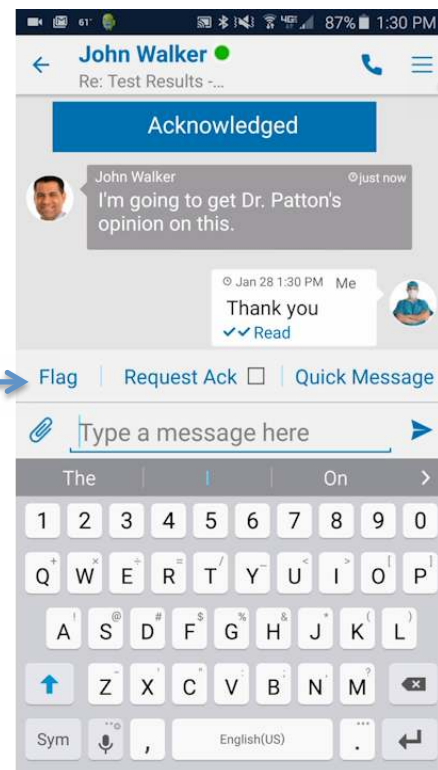 61° 4G 87% 1:30 PM
John Walker
Re: Test Results -...
Acknowledged
John Walker just now
I'm going to get Dr. Patton's
opinion on this.
Jan 28 1:30 PM Me
Thank you
Read
Flag Request Ack Quick Message
Type a message here
The I On >
1 2 3 4 5 6 7 8 9 0
Q W E R T Y U I O P
A S D F G H J K L
Z X C V B N M
Sym , English(US) .